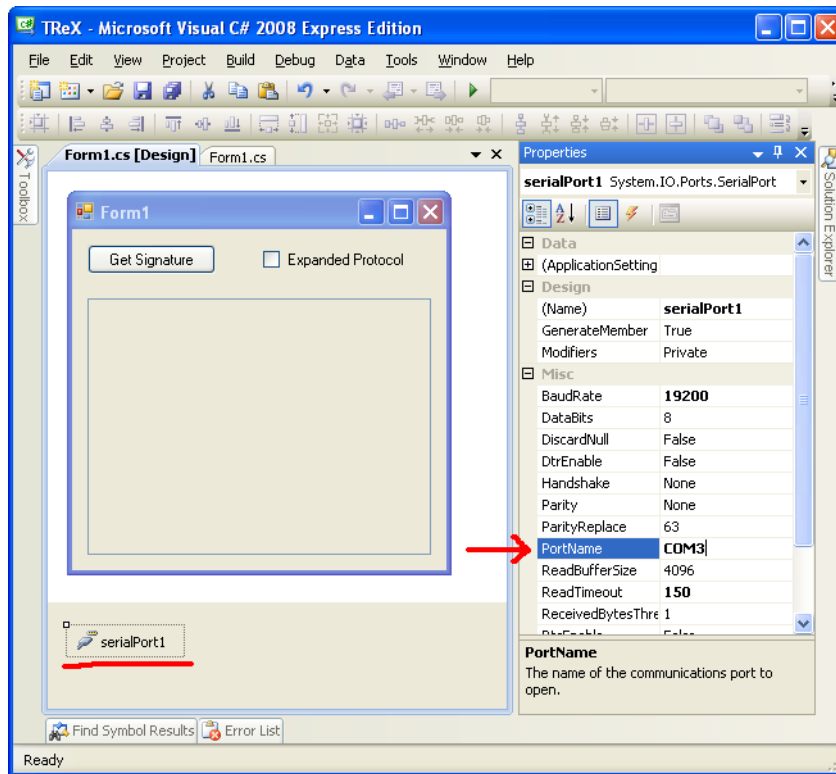 TReX - Microsoft Visual C# 2008 Express Edition
File Edit View Project Build Debug Data Tools Window Help
Form1.cs [Design] Form1.cs
Toolbox
Form1
Get Signature
Expanded Protocol
serialPort1
Properties
serialPort1 System.IO.Ports.SerialPort
Data
(ApplicationSetting
Design
(Name) serialPort1
GenerateMember True
Modifiers Private
Misc
BaudRate 19200
DataBits 8
DiscardNull False
DtrEnable False
Handshake None
Parity None
ParityReplace 63
PortName COM3
ReadBufferSize 4096
ReadTimeout 150
ReceivedBytesThre 1
RtsEnable False
PortName
The name of the communications port to
open.
Solution Explorer
Find Symbol Results Error List
Ready